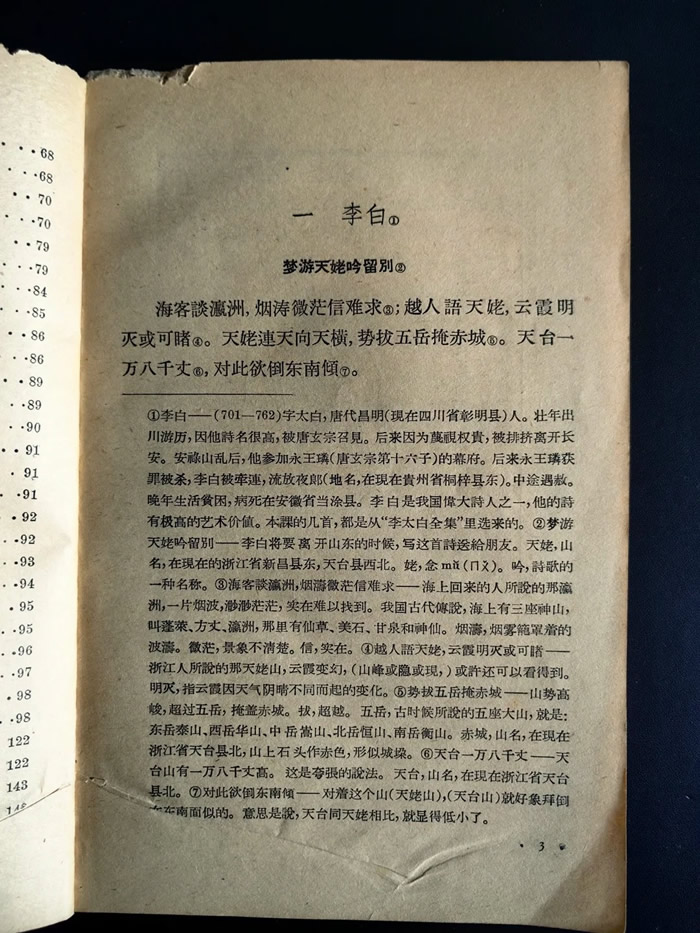 ··68
··68
··70
··70
··79
··79
··84
··85
··86
··86
··89
··89
··90
··91
··91
··91
··92
··92
··93
··94
··95
··95
··96
··97
··98
··98
122
122
143
一 李白①
梦游天姥吟留別②
海客談瀛洲，烟涛微茫信难求③；越人語天姥，云霞明
灭或可睹④。天姥連天向天横，势拔五岳掩赤城⑤。天台一
万八千丈⑥，对此欲倒东南傾⑦。
①李白——(701—762)字太白，唐代昌明(現在四川省彰明县)人。壮年出
川游历，因他詩名很高，被唐玄宗召見。后来因为蔑視权貴，被排挤离开长
安。安祿山乱后，他参加永王璘(唐玄宗第十六子)的幕府。后来永王璘获
罪被杀，李白被牽連，流放夜郎(地名，在現在貴州省桐梓县东)。中途遇赦。
晚年生活貧困，病死在安徽省当涂县。李白是我国偉大詩人之一，他的詩
有极高的艺术价值。本課的几首，都是从“李太白全集”里选来的。②梦游
天姥吟留別——李白将要离开山东的时候，写这首詩送給朋友。天姥，山
名，在現在的浙江省新昌县东，天台县西北。姥，念 mǔ(ㄇㄨˇ)。吟，詩歌的
一种名称。③海客談瀛洲，烟濤微茫信难求——海上回来的人所說的那瀛
洲，一片烟波，渺渺茫茫，实在难以找到。我国古代傳說，海上有三座神山，
叫蓬萊、方丈、瀛洲，那里有仙草、美石、甘泉和神仙。烟濤，烟雾籠罩着的
波濤。微茫，景象不清楚。信，实在。④越人語天姥，云霞明灭或可睹——
浙江人所說的那天姥山，云霞变幻，(山峰或隐或現，)或許还可以看得到。
明灭，指云霞因天气阴晴不同而起的变化。⑤势拔五岳掩赤城——山势高
峻，超过五岳，掩盖赤城。拔，超越。五岳，古时候所說的五座大山，就是：
东岳泰山、西岳华山、中岳嵩山、北岳恒山、南岳衡山。赤城，山名，在現在
浙江省天台县北，山上石头作赤色，形似城堞。⑥天台一万八千丈——天
台山有一万八千丈高。这是夸張的說法。天台，山名，在現在浙江省天台
县北。⑦对此欲倒东南傾——对着这个山(天姥山)，(天台山)就好象拜倒
在东南面似的。意思是說，天台同天姥相比，就显得低小了。
· 3 ·